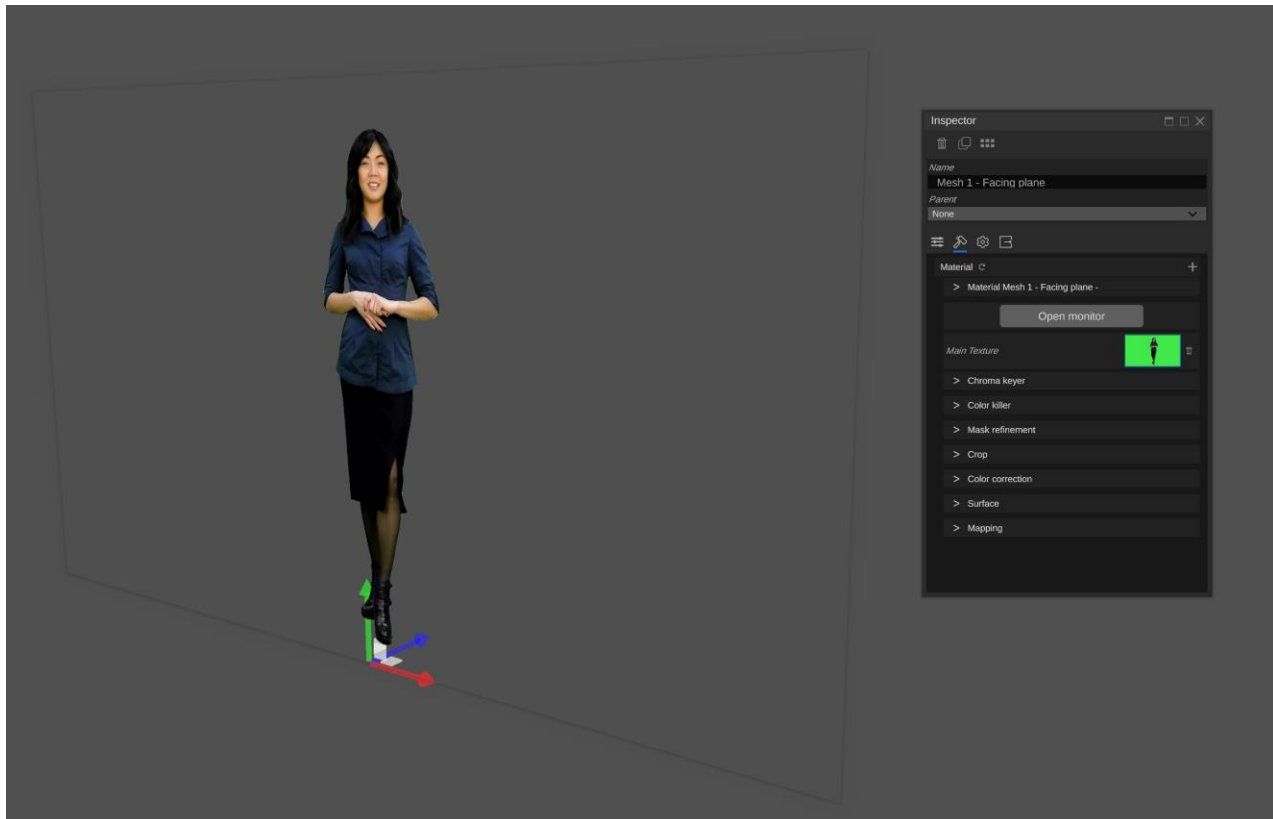 Inspector
Name
Mesh 1 - Facing plane
Parent
None
Material
Material Mesh 1 - Facing plane -
Open monitor
Main Texture
> Chroma keyer
> Color killer
> Mask refinement
> Crop
> Color correction
> Surface
> Mapping